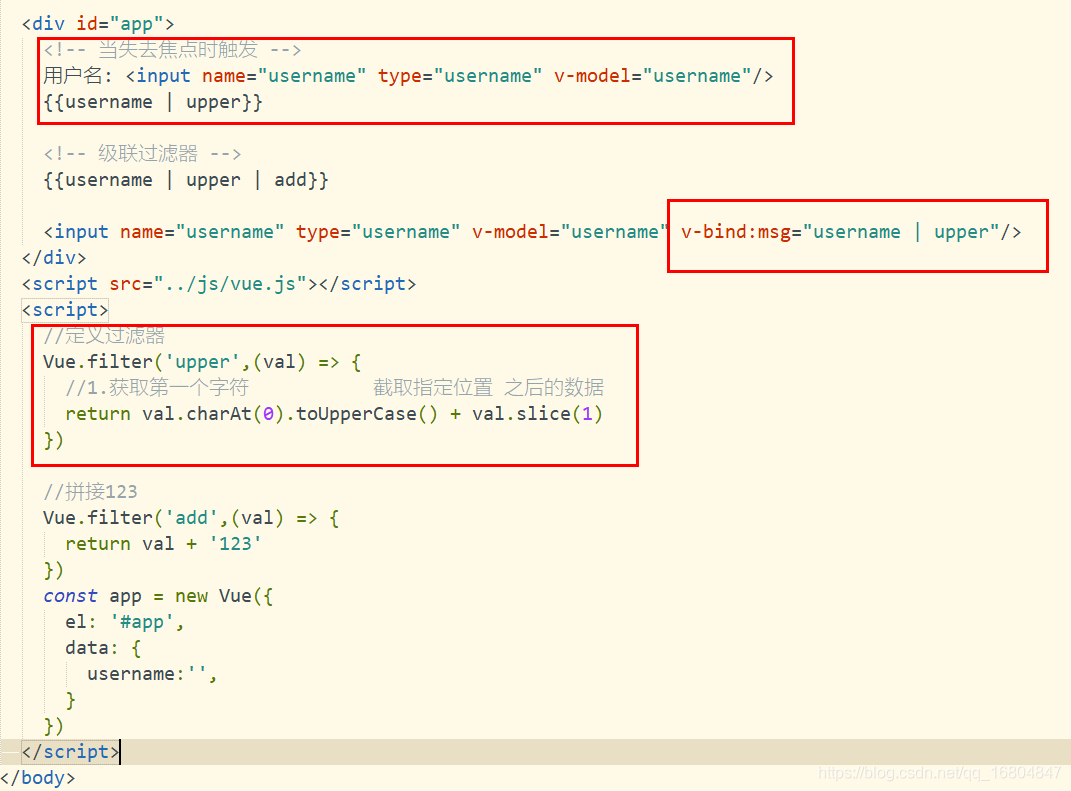 <div id="app">
<!-- 当失去焦点时触发 -->
用户名: <input name="username" type="username" v-model="username"/>
{{username | upper}}
<!-- 级联过滤器 -->
{{username | upper | add}}
<input name="username" type="username" v-model="username" v-bind:msg="username | upper"/>
</div>
<script src="../js/vue.js"></script>
<script>
//定义过滤器
Vue.filter('upper',(val) => {
//1.获取第一个字符 截取指定位置 之后的数据
return val.charAt(0).toUpperCase() + val.slice(1)
})
//拼接123
Vue.filter('add',(val) => {
return val + '123'
})
const app = new Vue({
el: '#app',
data: {
username:'',
}
})
</script>
</body>
https://blog.csdn.net/qq_16804847